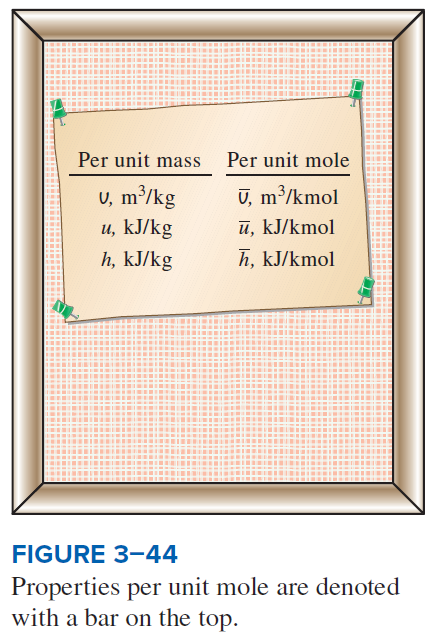 Per unit mass Per unit mole
υ, m³/kg υ̅, m³/kmol
u, kJ/kg u̅, kJ/kmol
h, kJ/kg h̅, kJ/kmol
FIGURE 3–44
Properties per unit mole are denoted
with a bar on the top.